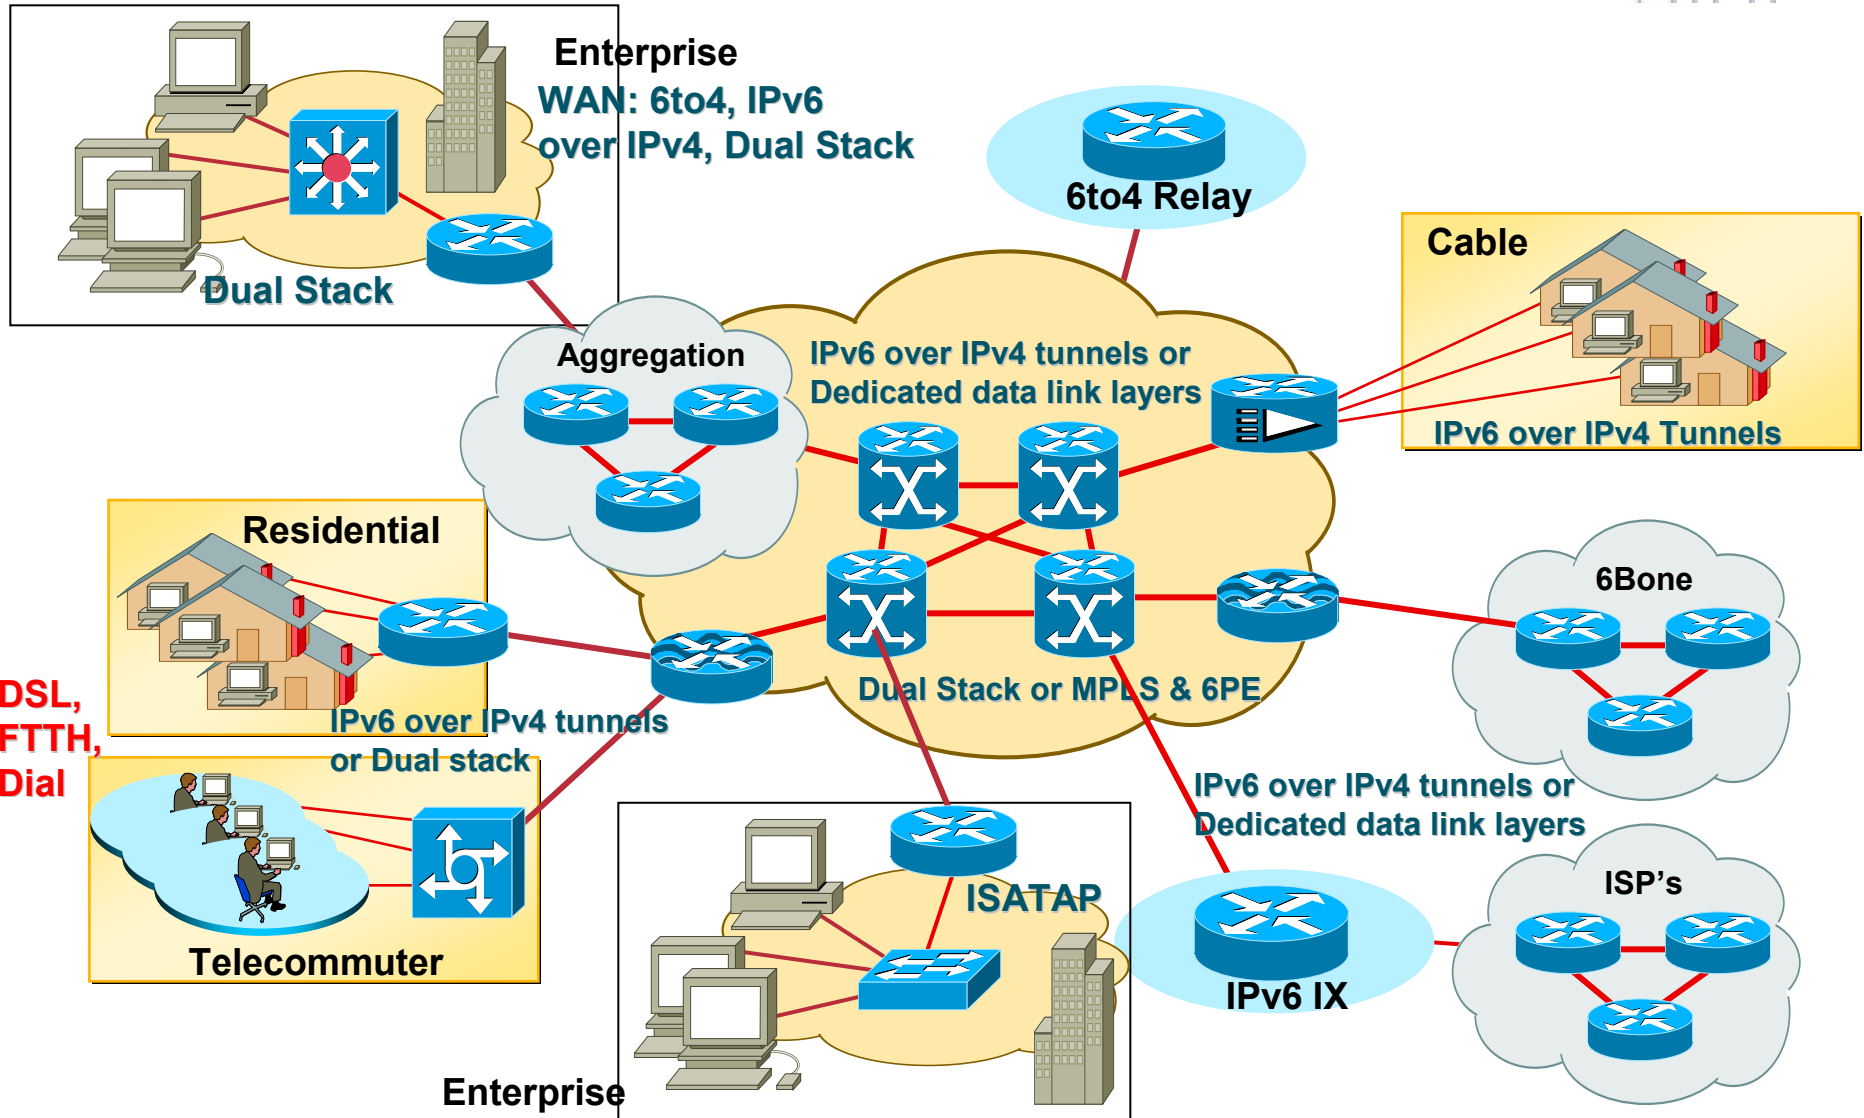 Enterprise
WAN: 6to4, IPv6
over IPv4, Dual Stack
Dual Stack
6to4 Relay
Cable
IPv6 over IPv4 Tunnels
Aggregation
IPv6 over IPv4 tunnels or
Dedicated data link layers
Residential
6Bone
DSL,
FTTH,
Dial
IPv6 over IPv4 tunnels
or Dual stack
Dual Stack or MPLS & 6PE
IPv6 over IPv4 tunnels or
Dedicated data link layers
Telecommuter
ISATAP
ISP's
IPv6 IX
Enterprise